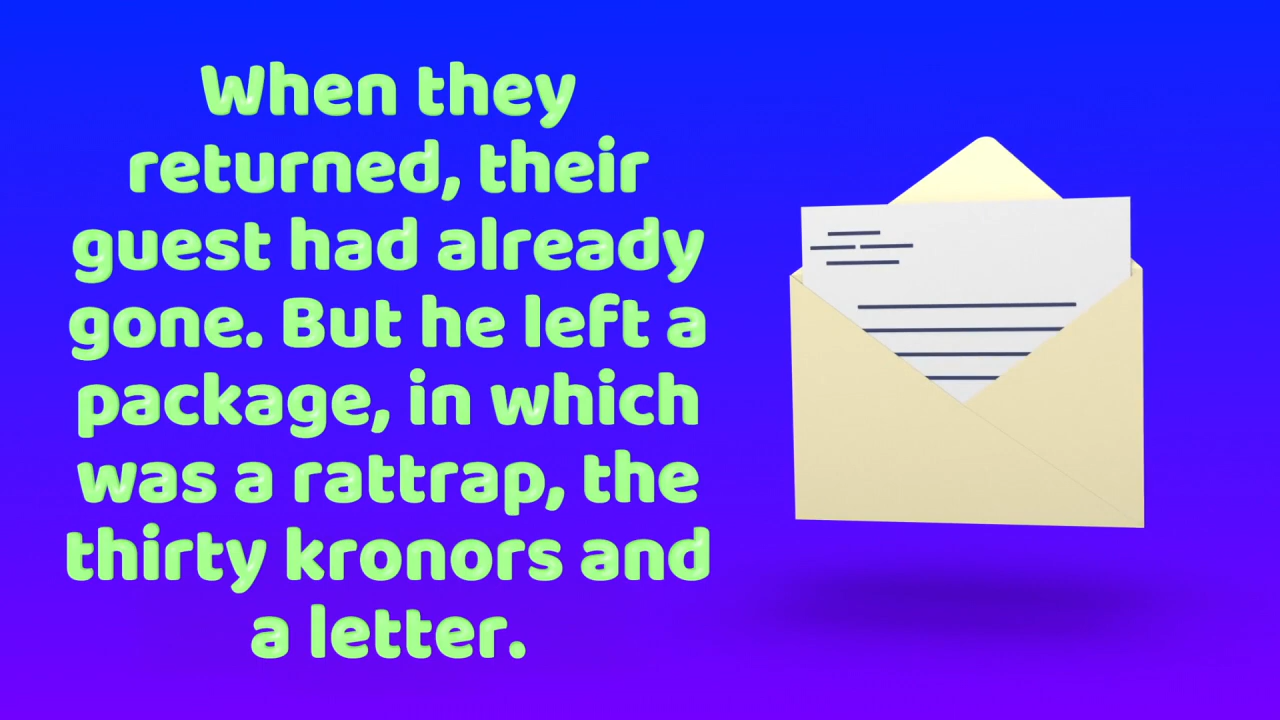 When they
returned, their
guest had already
gone. But he left a
package, in which
was a rattrap, the
thirty kronors and
a letter.